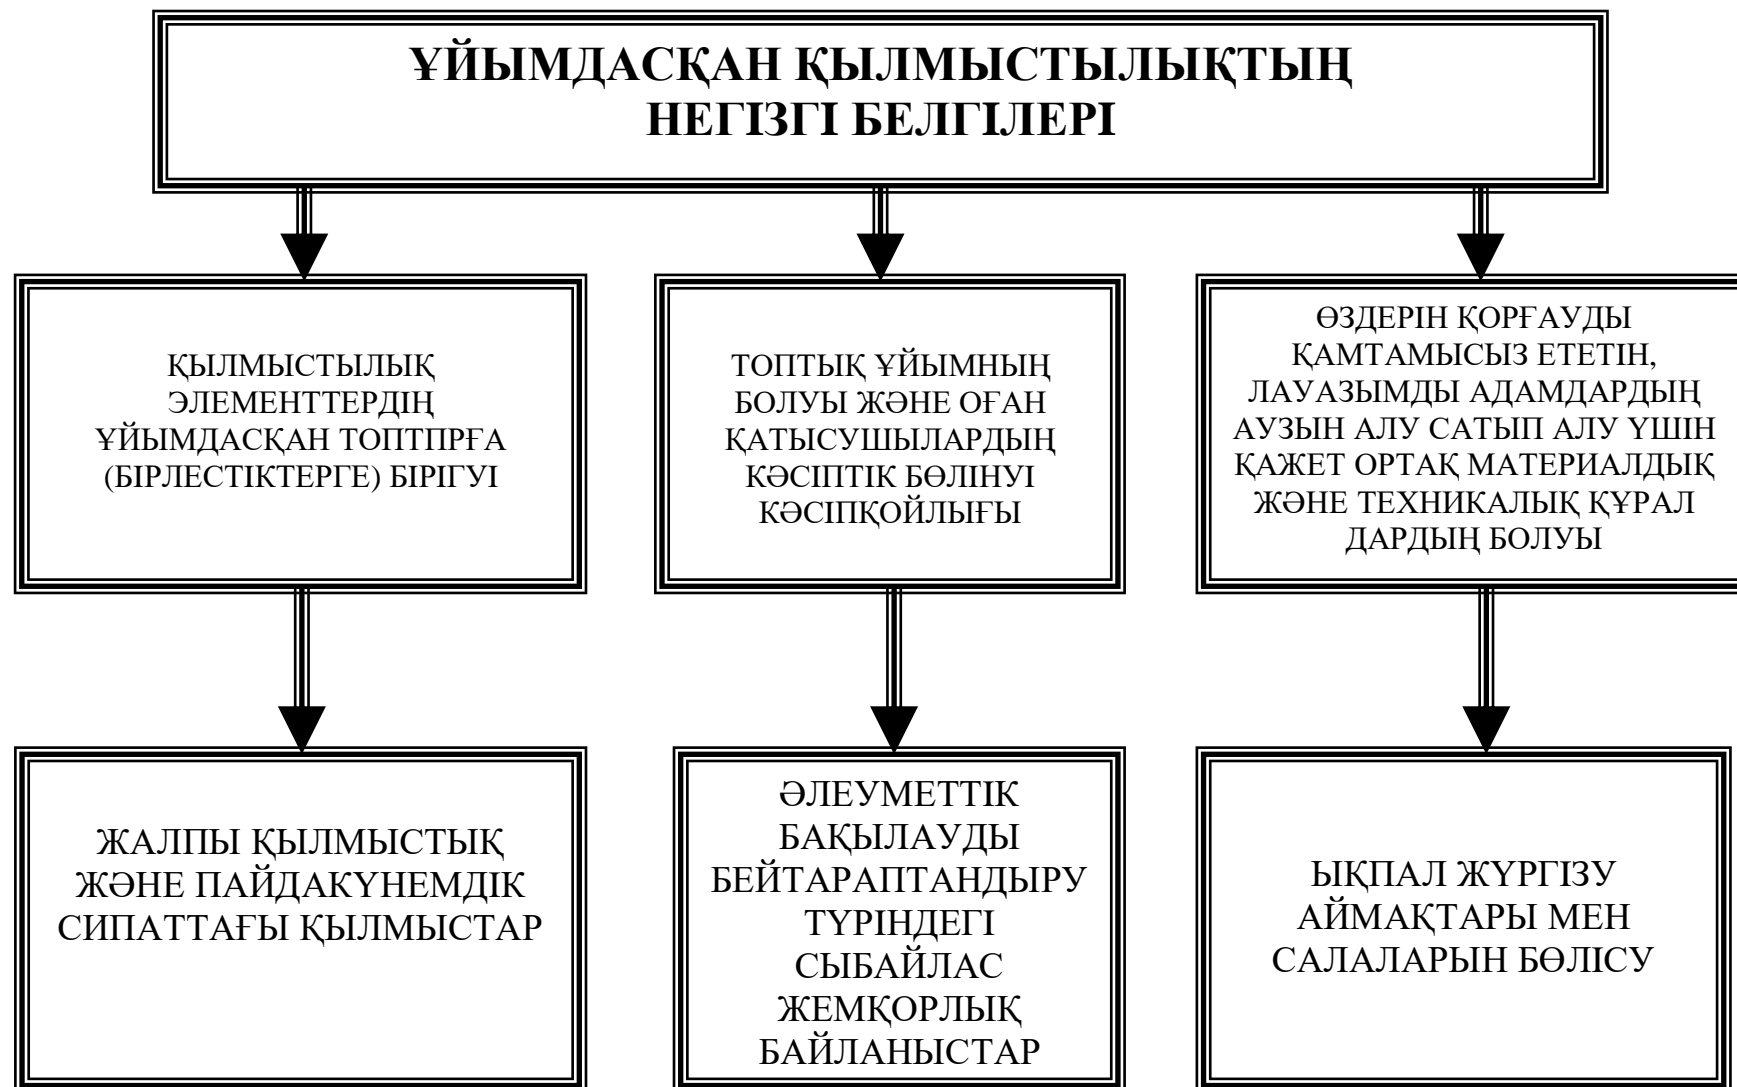 ҰЙЫМДАСҚАН ҚЫЛМЫСТЫЛЫҚТЫҢ
НЕГІЗГІ БЕЛГІЛЕРІ
ҚЫЛМЫСТЫЛЫҚ
ЭЛЕМЕНТТЕРДІҢ
ҰЙЫМДАСҚАН ТОПТПРҒА
(БІРЛЕСТІКТЕРГЕ) БІРІГУІ
ТОПТЫҚ ҰЙЫМНЫҢ
БОЛУЫ ЖӘНЕ ОҒАН
ҚАТЫСУШЫЛАРДЫҢ
КӘСІПТІК БӨЛІНУІ
КӘСІПҚОЙЛЫҒЫ
ӨЗДЕРІН ҚОРҒАУДЫ
ҚАМТАМЫСЫЗ ЕТЕТІН,
ЛАУАЗЫМДЫ АДАМДАРДЫҢ
АУЗЫН АЛУ САТЫП АЛУ ҮШІН
ҚАЖЕТ ОРТАҚ МАТЕРИАЛДЫҚ
ЖӘНЕ ТЕХНИКАЛЫҚ ҚҰРАЛ
ДАРДЫҢ БОЛУЫ
ЖАЛПЫ ҚЫЛМЫСТЫҚ
ЖӘНЕ ПАЙДАКҮНЕМДІК
СИПАТТАҒЫ ҚЫЛМЫСТАР
ӘЛЕУМЕТТІК
БАҚЫЛАУДЫ
БЕЙТАРАПТАНДЫРУ
ТҮРІНДЕГІ
СЫБАЙЛАС
ЖЕМҚОРЛЫҚ
БАЙЛАНЫСТАР
ЫҚПАЛ ЖҮРГІЗУ
АЙМАҚТАРЫ МЕН
САЛАЛАРЫН БӨЛІСУ